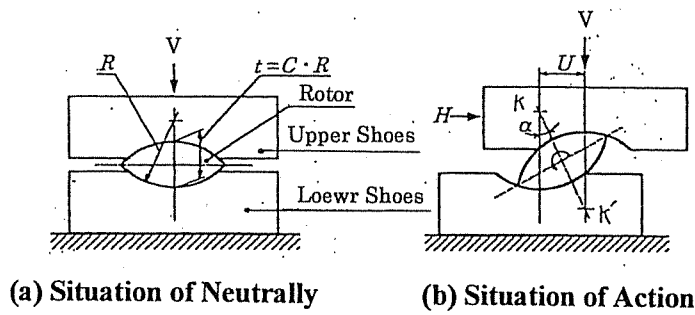 V
R
t=C·R
Rotor
Upper Shoes
Loewr Shoes
V
U
H
K
α
K′
(a) Situation of Neutrally
(b) Situation of Action